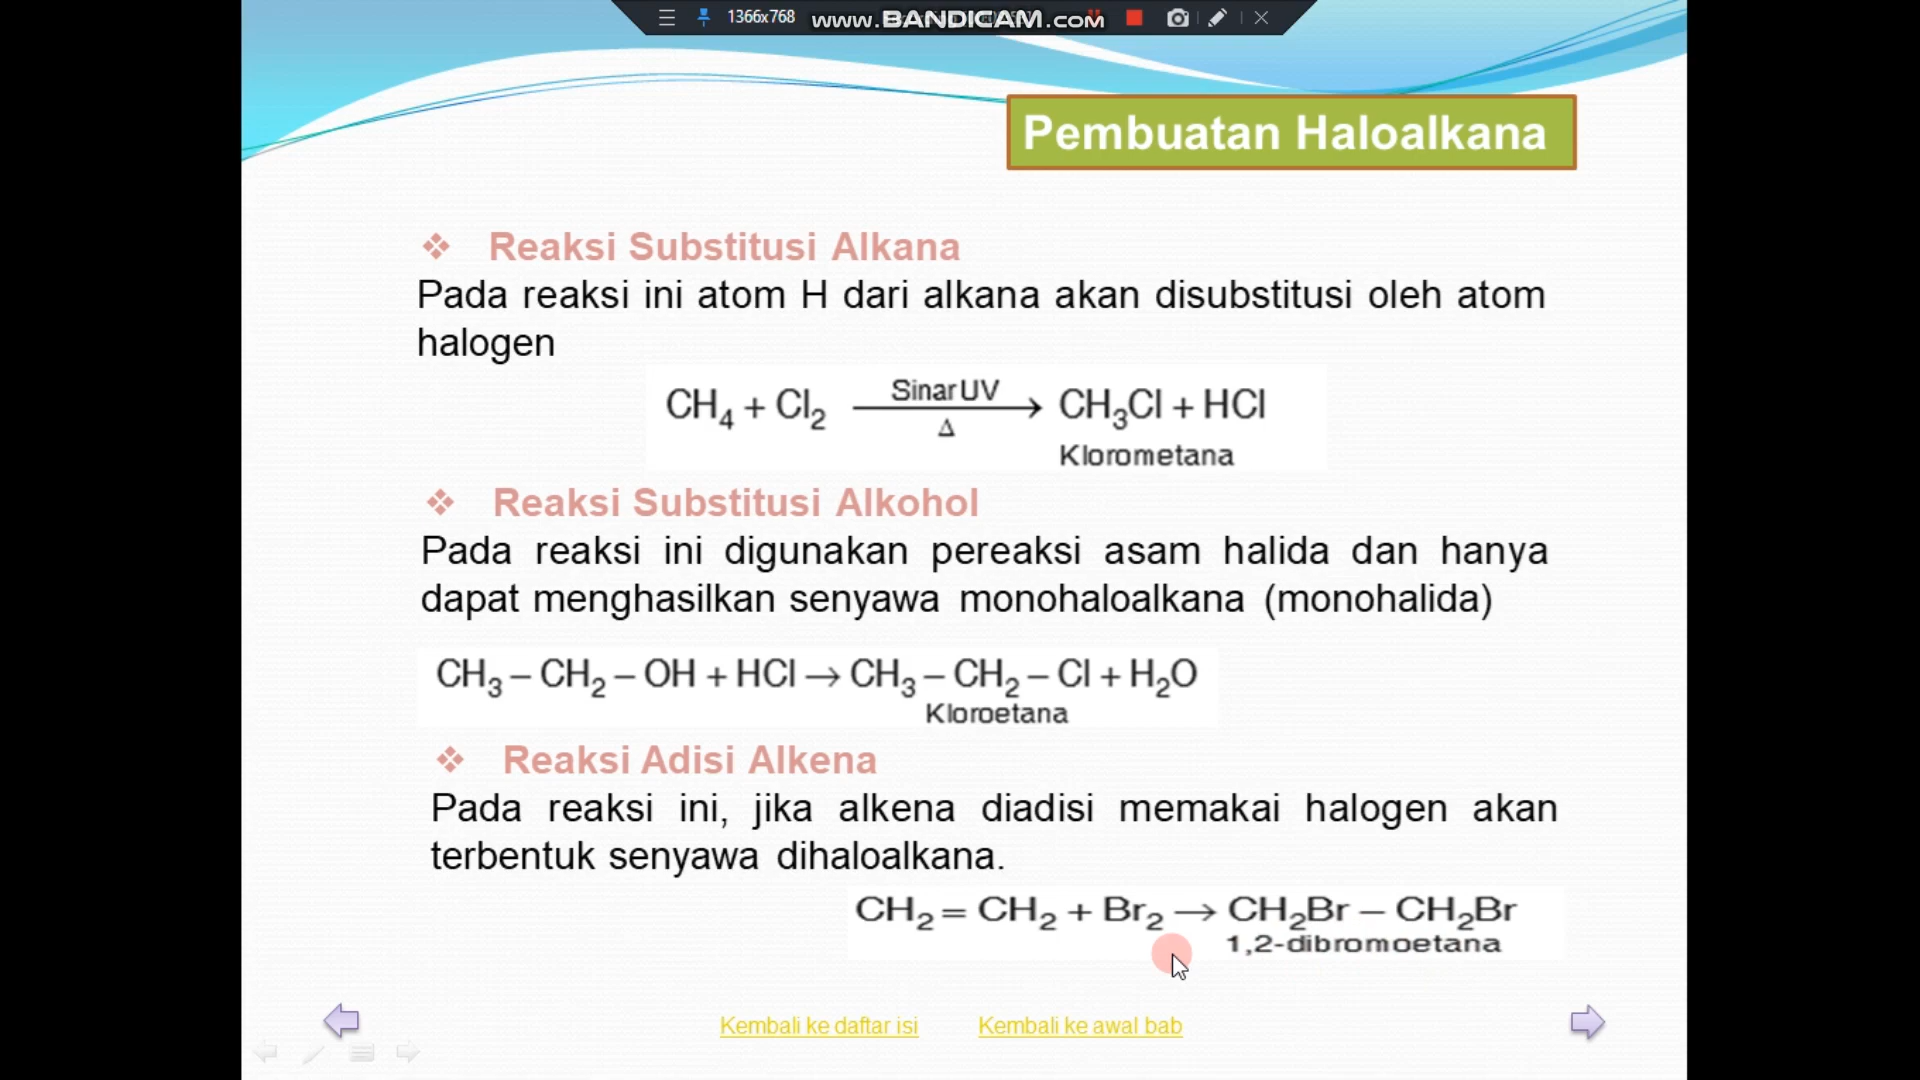 1366x768 www.BANDICAM.com
Pembuatan Haloalkana
❖ Reaksi Substitusi Alkana
Pada reaksi ini atom H dari alkana akan disubstitusi oleh atom
halogen
Sinar UV
CH₄ + Cl₂ ⟶ CH₃Cl + HCl
Δ
Klorometana
❖ Reaksi Substitusi Alkohol
Pada reaksi ini digunakan pereaksi asam halida dan hanya
dapat menghasilkan senyawa monohaloalkana (monohalida)
CH₃ – CH₂ – OH + HCl → CH₃ – CH₂ – Cl + H₂O
Kloroetana
❖ Reaksi Adisi Alkena
Pada reaksi ini, jika alkena diadisi memakai halogen akan
terbentuk senyawa dihaloalkana.
CH₂ = CH₂ + Br₂ → CH₂Br – CH₂Br
1,2-dibromoetana
Kembali ke daftar isi Kembali ke awal bab